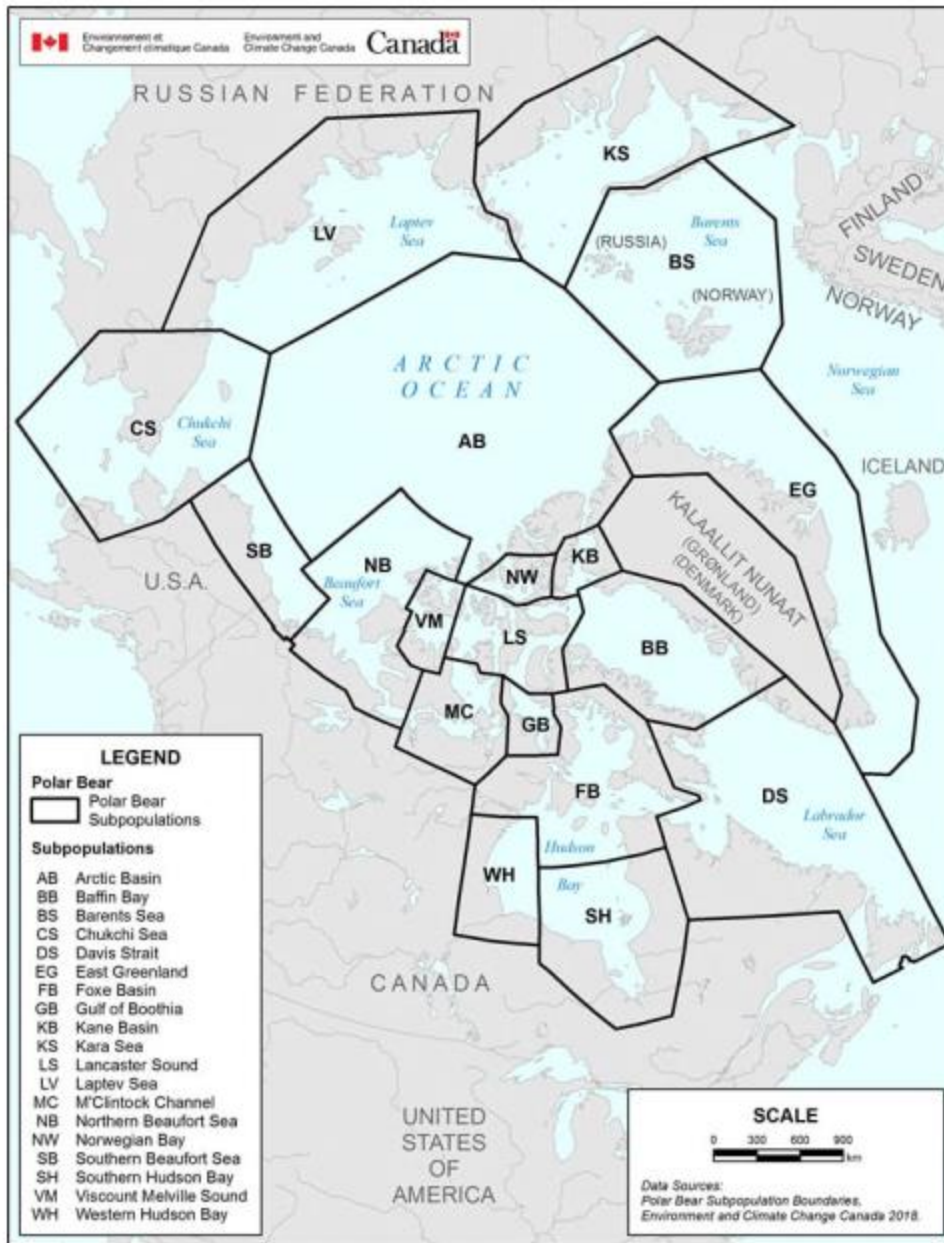 Environnement et
Changement climatique Canada
Environment and
Climate Change Canada
Canada
RUSSIAN FEDERATION
KS
LV
Laptev
Sea
Barents
Sea
(RUSSIA)
BS
(NORWAY)
FINLAND
SWEDEN
NORWAY
ARCTIC
OCEAN
Norwegian
Sea
CS
Chukchi
Sea
AB
ICELAND
EG
KALAALLIT NUNAAT
(GRØNLAND)
(DENMARK)
SB
NB
Beaufort
Sea
NW
KB
U.S.A.
VM
LS
BB
MC
GB
FB
DS
Labrador
Sea
Hudson
Bay
WH
SH
CANADA
UNITED
STATES
OF
AMERICA
LEGEND
Polar Bear
Polar Bear
Subpopulations
Subpopulations
AB Arctic Basin
BB Baffin Bay
BS Barents Sea
CS Chukchi Sea
DS Davis Strait
EG East Greenland
FB Foxe Basin
GB Gulf of Boothia
KB Kane Basin
KS Kara Sea
LS Lancaster Sound
LV Laptev Sea
MC M'Clintock Channel
NB Northern Beaufort Sea
NW Norwegian Bay
SB Southern Beaufort Sea
SH Southern Hudson Bay
VM Viscount Melville Sound
WH Western Hudson Bay
SCALE
0 300 600 900
km
Data Sources:
Polar Bear Subpopulation Boundaries,
Environment and Climate Change Canada 2018.